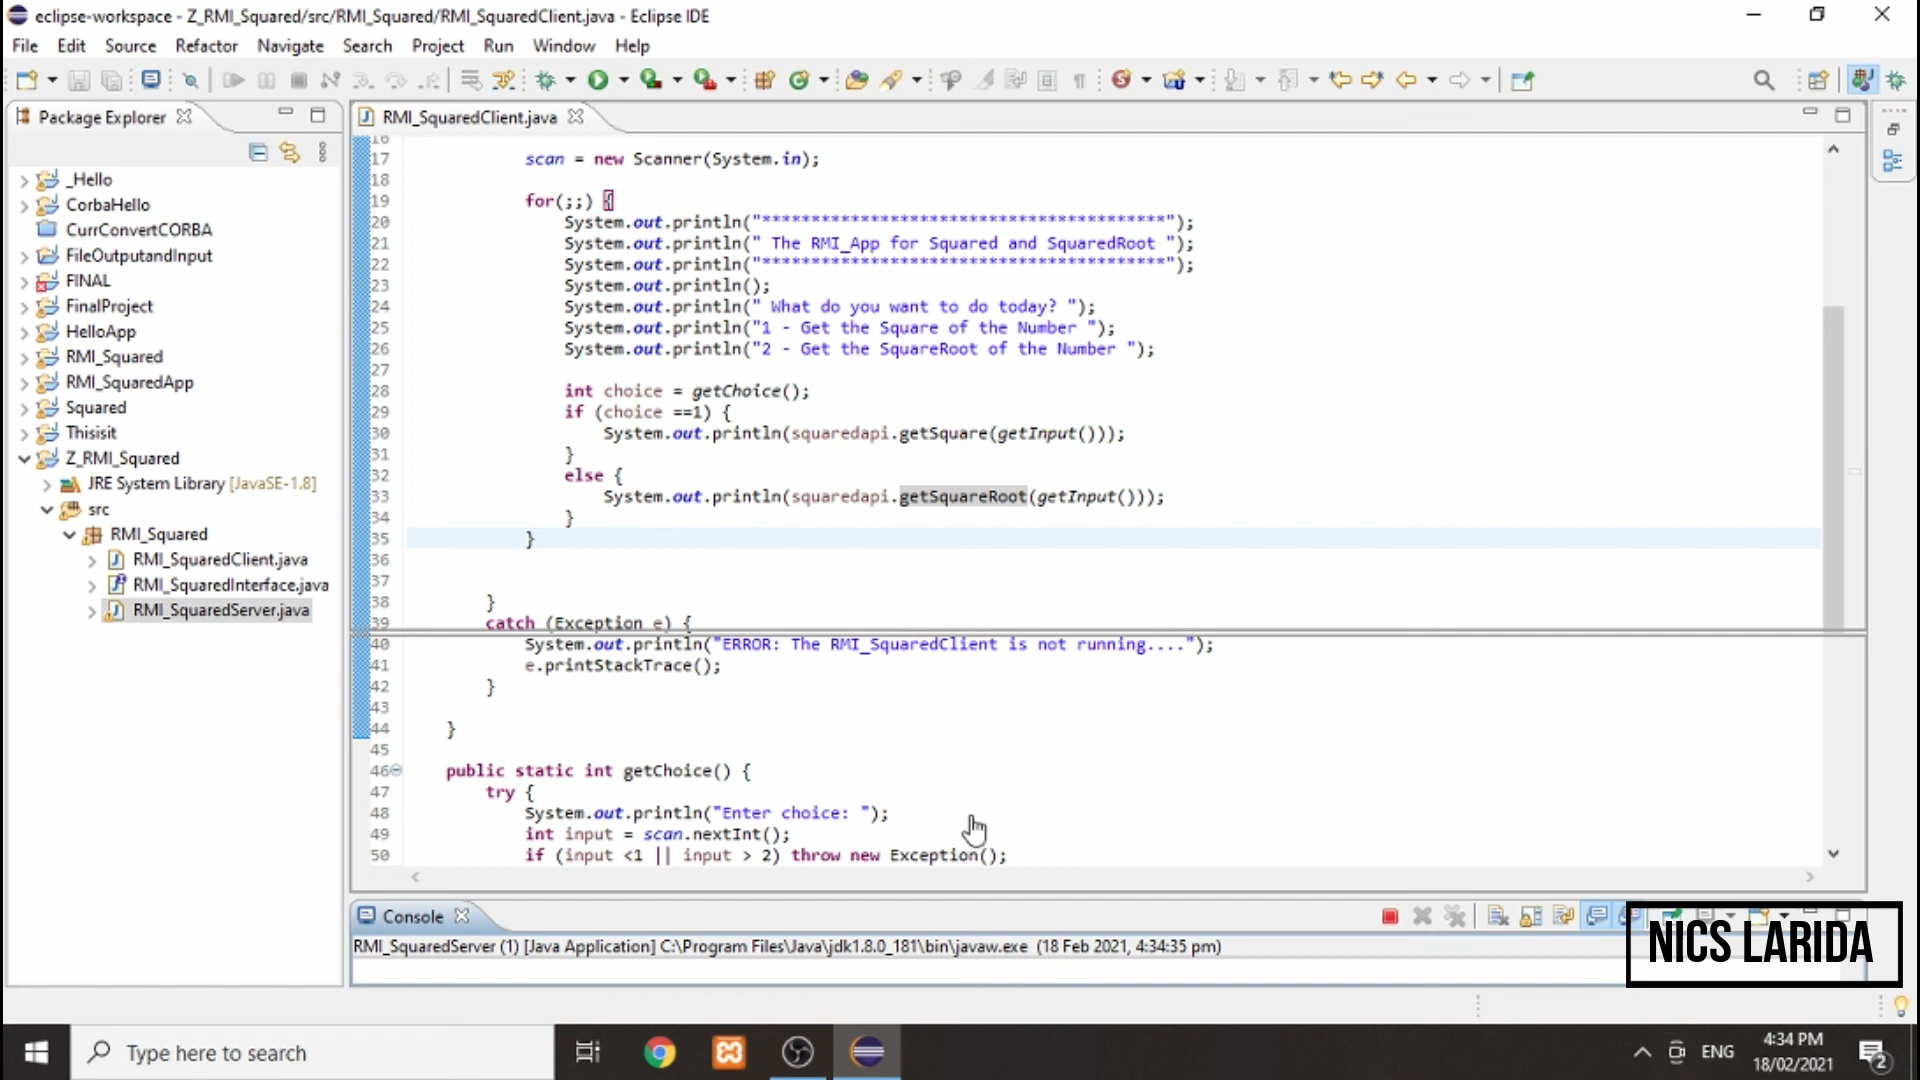 eclipse-workspace - Z_RMI_Squared/src/RMI_Squared/RMI_SquaredClient.java - Eclipse IDE
File Edit Source Refactor Navigate Search Project Run Window Help
Package Explorer
_Hello
CorbaHello
CurrConvertCORBA
FileOutputandInput
FINAL
FinalProject
HelloApp
RMI_Squared
RMI_SquaredApp
Squared
Thisisit
Z_RMI_Squared
JRE System Library [JavaSE-1.8]
src
RMI_Squared
RMI_SquaredClient.java
RMI_SquaredInterface.java
RMI_SquaredServer.java
RMI_SquaredClient.java
16
17 scan = new Scanner(System.in);
18
19 for(;;) {
20 System.out.println("*****************************************");
21 System.out.println(" The RMI_App for Squared and SquaredRoot ");
22 System.out.println("*****************************************");
23 System.out.println();
24 System.out.println(" What do you want to do today? ");
25 System.out.println("1 - Get the Square of the Number ");
26 System.out.println("2 - Get the SquareRoot of the Number ");
27
28 int choice = getChoice();
29 if (choice ==1) {
30 System.out.println(squaredapi.getSquare(getInput()));
31 }
32 else {
33 System.out.println(squaredapi.getSquareRoot(getInput()));
34 }
35 }
36
37
38 }
39 catch (Exception e) {
40 System.out.println("ERROR: The RMI_SquaredClient is not running....");
41 e.printStackTrace();
42 }
43
44 }
45
46 public static int getChoice() {
47 try {
48 System.out.println("Enter choice: ");
49 int input = scan.nextInt();
50 if (input <1 || input > 2) throw new Exception();
Console
RMI_SquaredServer (1) [Java Application] C:\Program Files\Java\jdk1.8.0_181\bin\javaw.exe (18 Feb 2021, 4:34:35 pm)
NICS LARIDA
Type here to search
ENG
4:34 PM
18/02/2021
2